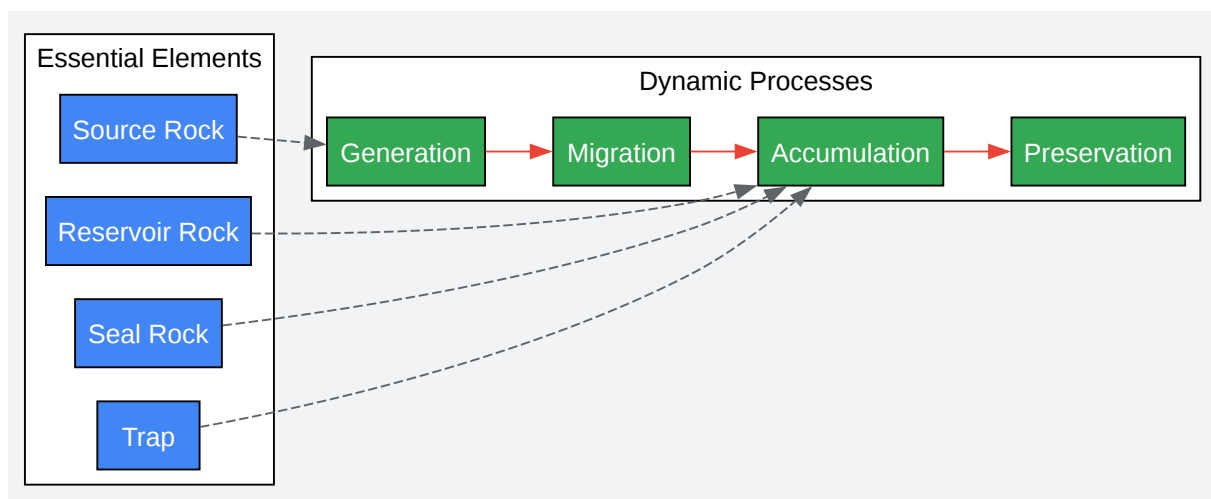 Essential Elements
Source Rock
Reservoir Rock
Seal Rock
Trap
Dynamic Processes
Generation
Migration
Accumulation
Preservation